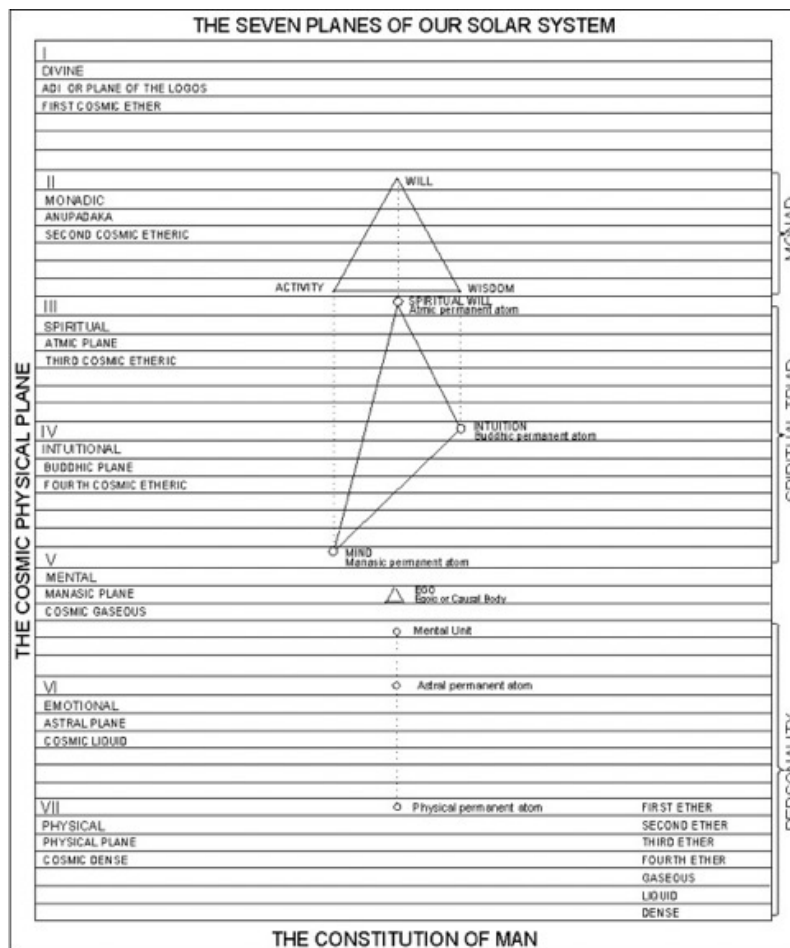 THE SEVEN PLANES OF OUR SOLAR SYSTEM
THE COSMIC PHYSICAL PLANE
I
DIVINE
ADI OR PLANE OF THE LOGOS
FIRST COSMIC ETHER
II
WILL
MONADIC
ANUPADAKA
SECOND COSMIC ETHERIC
MONAD
ACTIVITY
WISDOM
III
SPIRITUAL WILL
Atmic permanent atom
SPIRITUAL
ATMIC PLANE
THIRD COSMIC ETHERIC
SPIRITUAL TRIAD
IV
INTUITION
Buddhic permanent atom
INTUITIONAL
BUDDHIC PLANE
FOURTH COSMIC ETHERIC
V
MIND
Manasic permanent atom
MENTAL
MANASIC PLANE
EGO
Egoic or Causal Body
COSMIC GASEOUS
Mental Unit
VI
Astral permanent atom
EMOTIONAL
ASTRAL PLANE
COSMIC LIQUID
PERSONALITY
VII
Physical permanent atom
FIRST ETHER
PHYSICAL
SECOND ETHER
PHYSICAL PLANE
THIRD ETHER
COSMIC DENSE
FOURTH ETHER
GASEOUS
LIQUID
DENSE
THE CONSTITUTION OF MAN